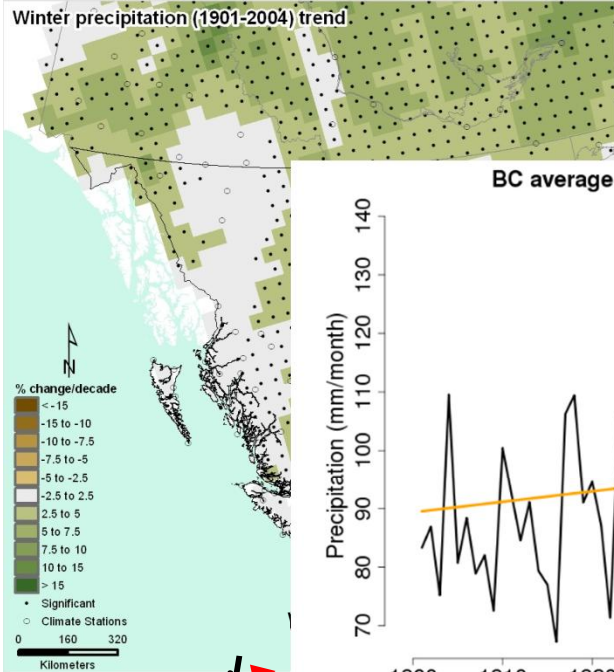 Winter precipitation (1901-2004) trend
N
% change/decade
< -15
-15 to -10
-10 to -7.5
-7.5 to -5
-5 to -2.5
-2.5 to 2.5
2.5 to 5
5 to 7.5
7.5 to 10
10 to 15
> 15
Significant
Climate Stations
0 160 320
Kilometers
BC average
Precipitation (mm/month)
140
130
120
110
100
90
80
70